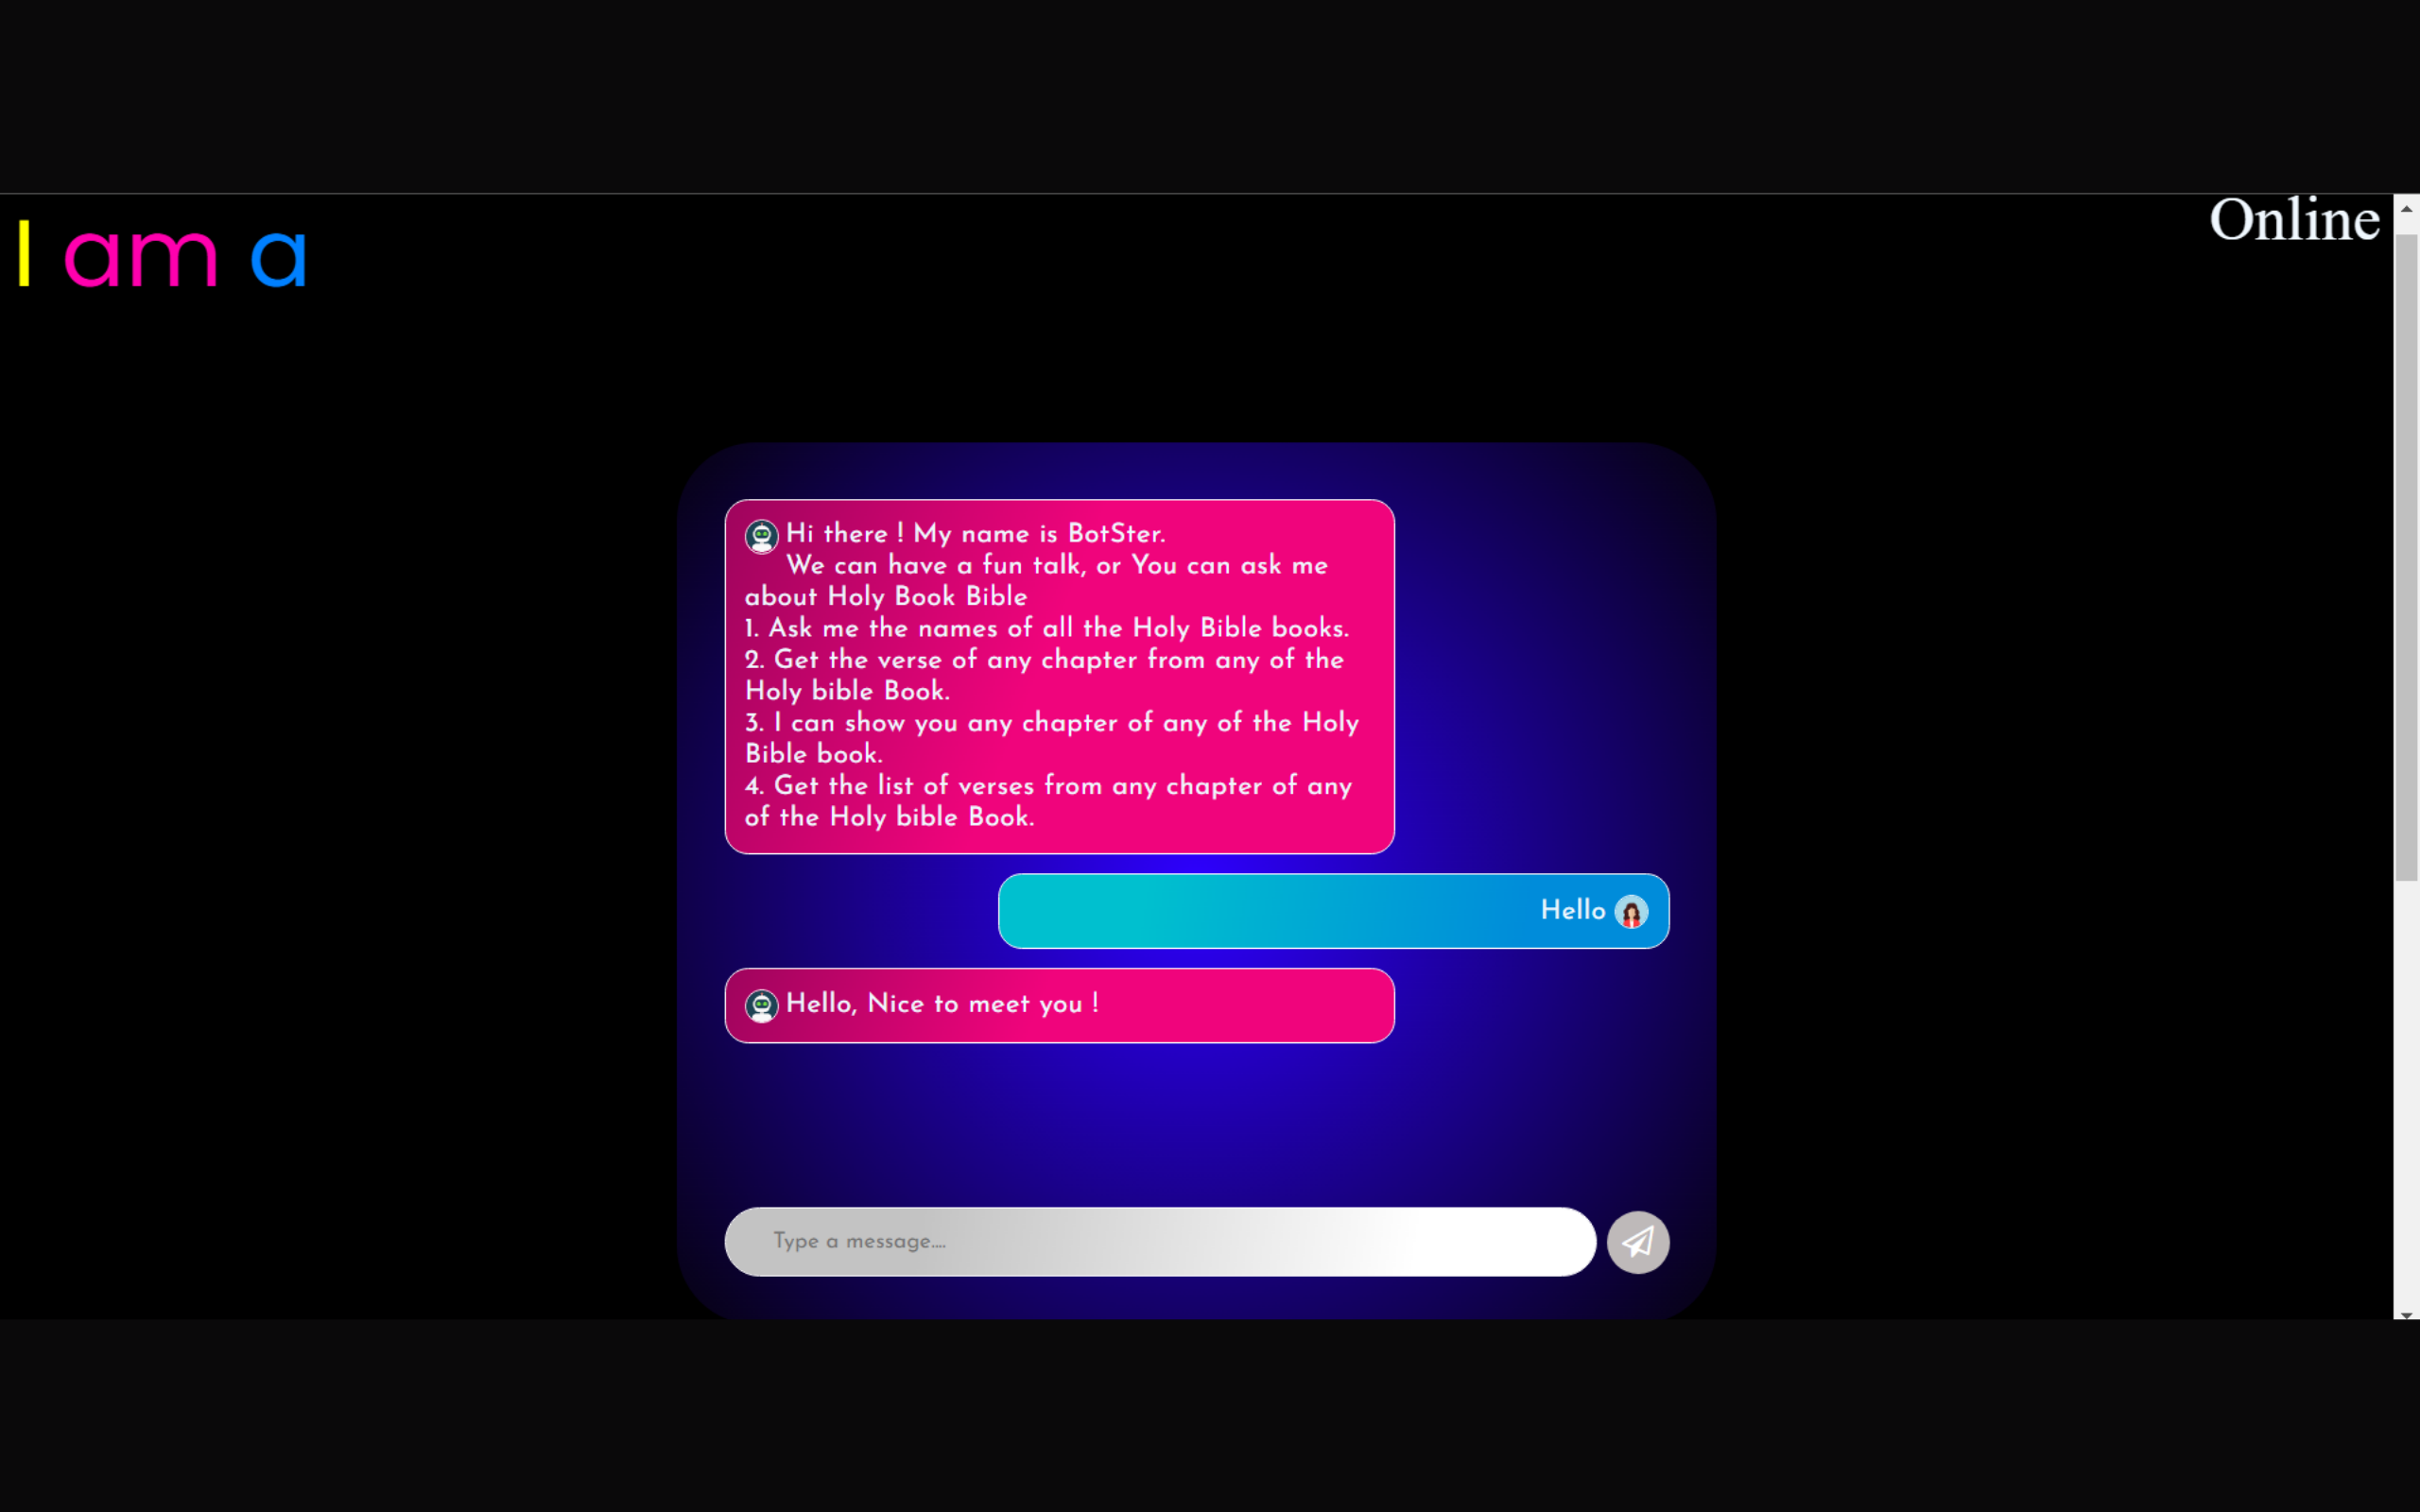 I am a
Online
Hi there ! My name is BotSter.
We can have a fun talk, or You can ask me
about Holy Book Bible
1. Ask me the names of all the Holy Bible books.
2. Get the verse of any chapter from any of the
Holy bible Book.
3. I can show you any chapter of any of the Holy
Bible book.
4. Get the list of verses from any chapter of any
of the Holy bible Book.
Hello
Hello, Nice to meet you !
Type a message....